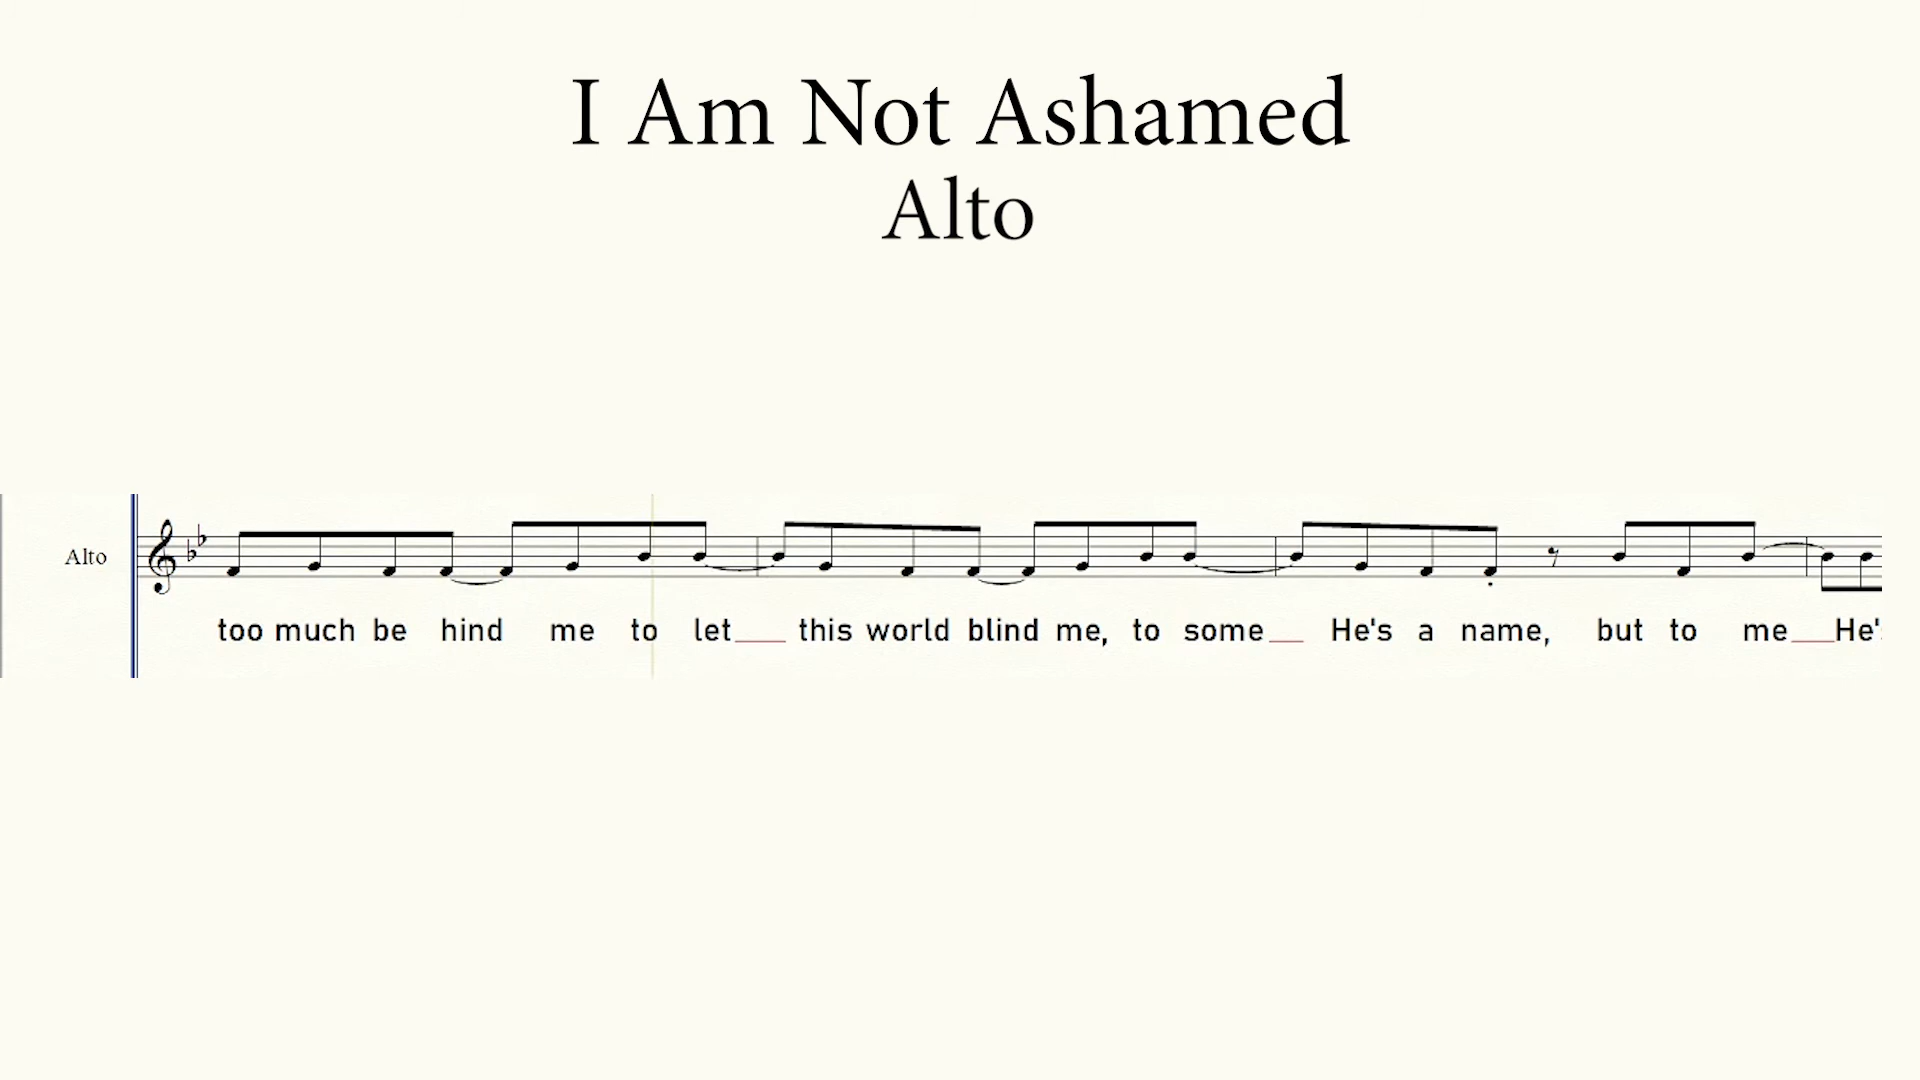 I Am Not Ashamed
Alto
Alto
too much be hind me to let this world blind me, to some He's a name, but to me He'